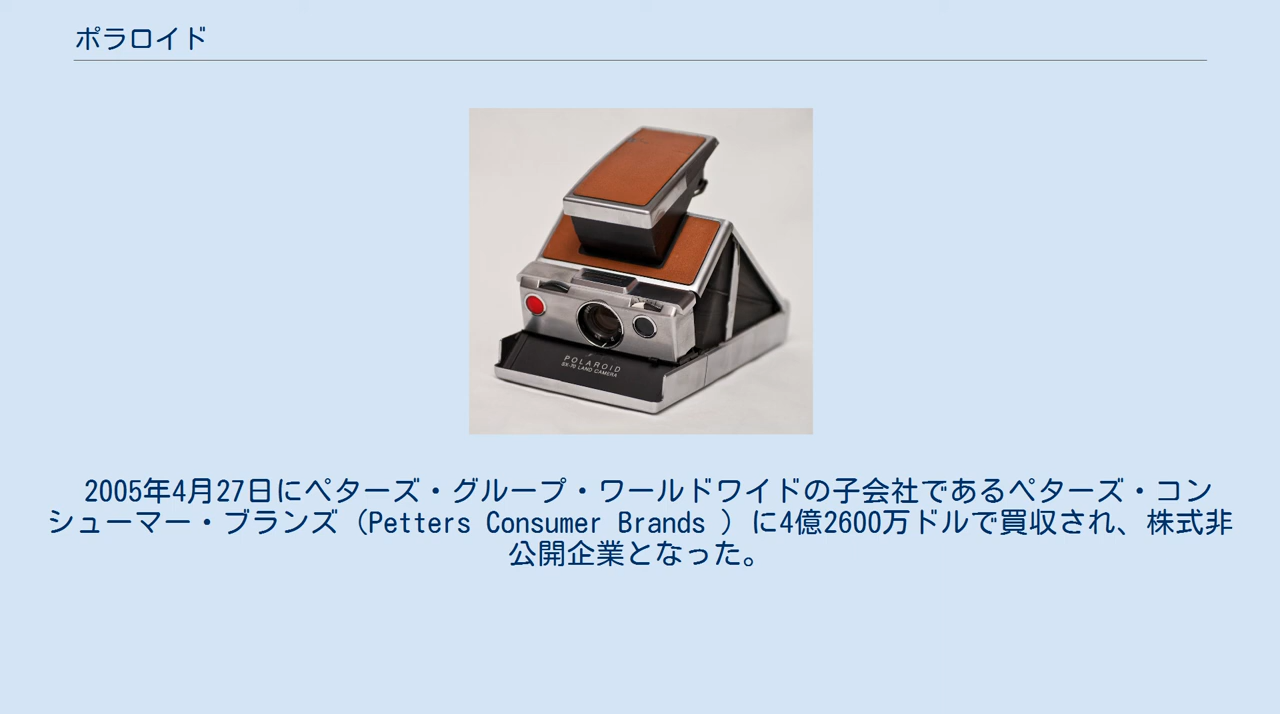 ポラロイド
POLAROID
SX-70 LAND CAMERA
2005年4月27日にペターズ・グループ・ワールドワイドの子会社であるペターズ・コン
シューマー・ブランズ（Petters Consumer Brands ）に4億2600万ドルで買収され、株式非
公開企業となった。